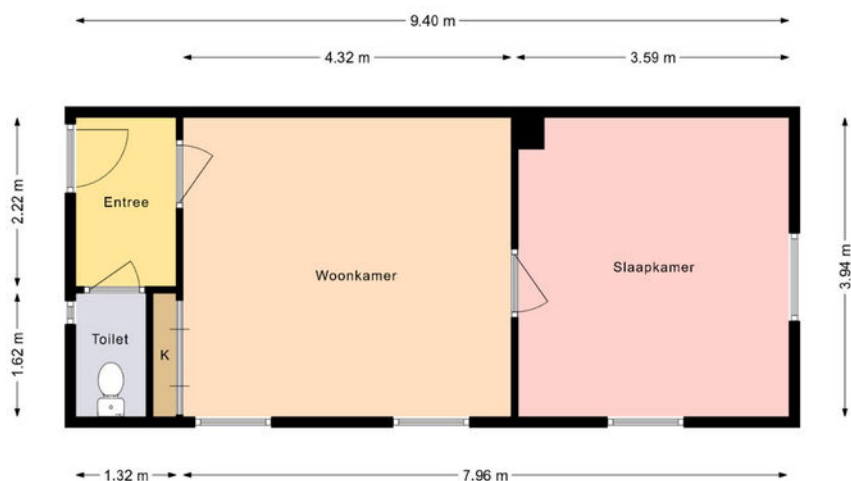 9.40 m
4.32 m
3.59 m
2.22 m
Entree
Woonkamer
Slaapkamer
3.94 m
1.62 m
Toilet
K
1.32 m
7.96 m